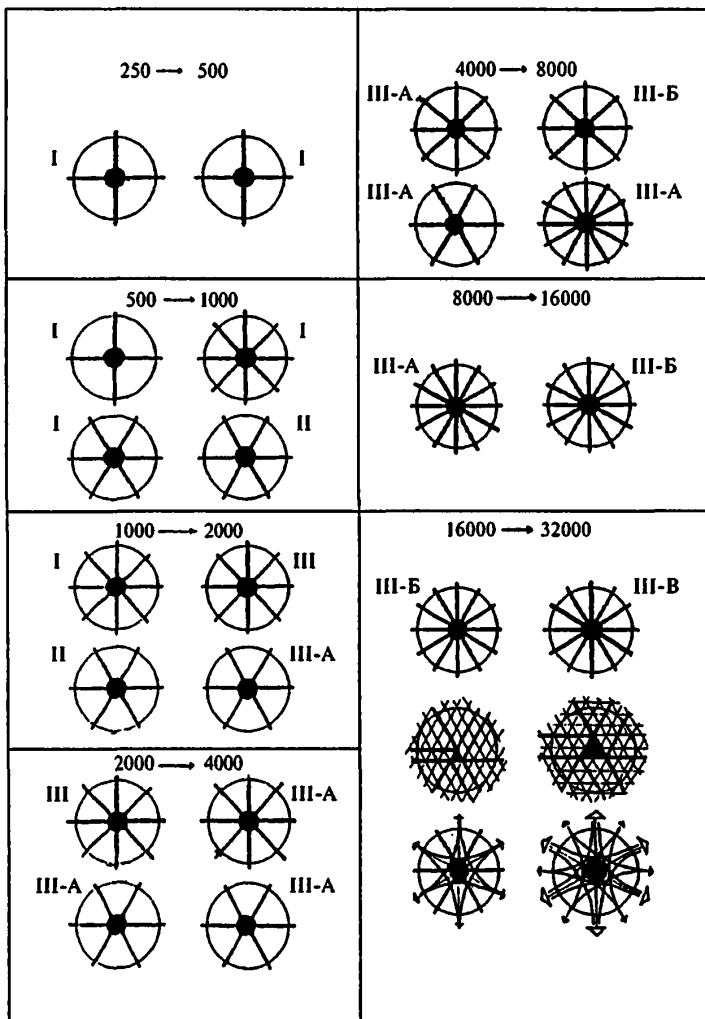 250 → 500
I I
500 → 1000
I I
I II
1000 → 2000
I III
II III-А
2000 → 4000
III III-А
III-А III-А
4000 → 8000
III-А III-Б
III-А III-А
8000 → 16000
III-А III-Б
16000 → 32000
III-Б III-В